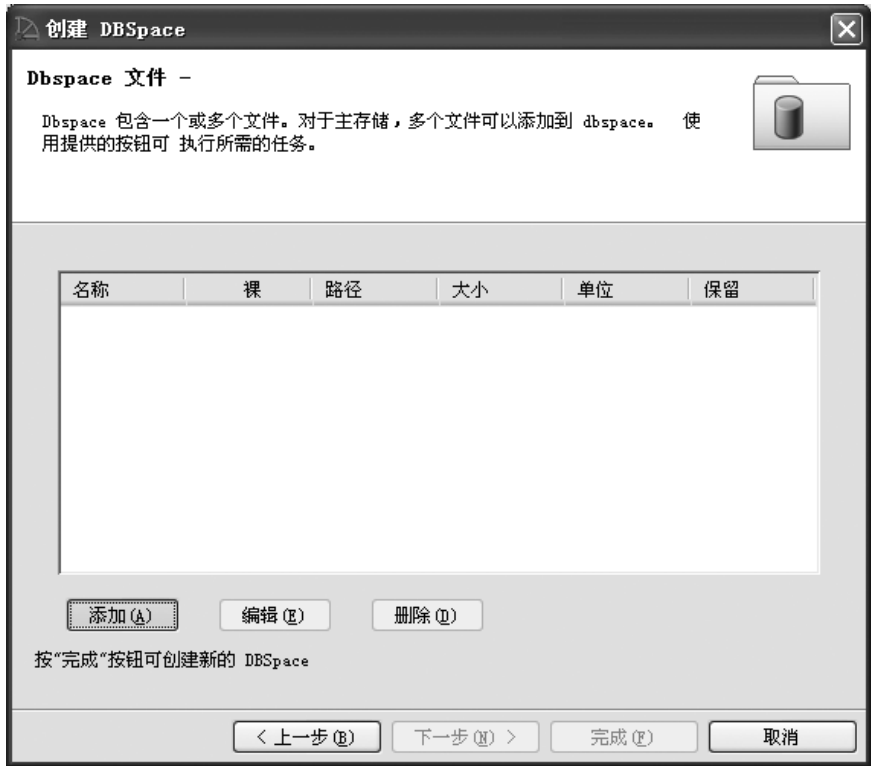 创建 DBSpace
Dbspace 文件 -
Dbspace 包含一个或多个文件。对于主存储，多个文件可以添加到 dbspace。 使
用提供的按钮可 执行所需的任务。
名称 裸 路径 大小 单位 保留
添加(A) 编辑(E) 删除(D)
按“完成”按钮可创建新的 DBSpace
< 上一步(B) 下一步(N) > 完成(F) 取消